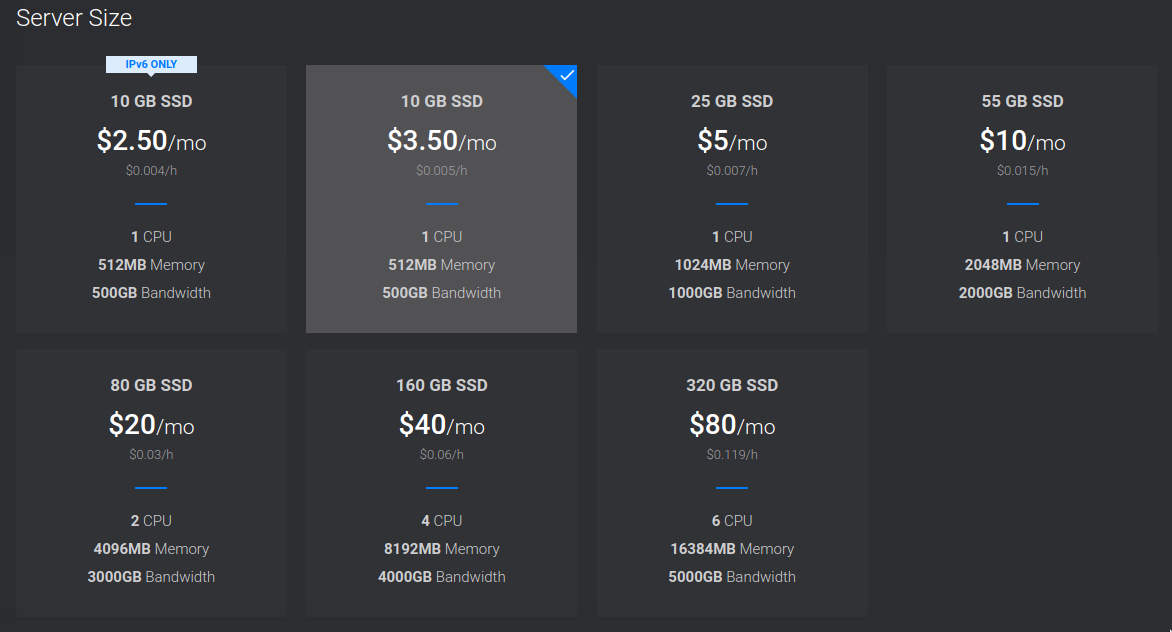 Server Size
IPv6 ONLY
10 GB SSD
$2.50/mo
$0.004/h
1 CPU
512MB Memory
500GB Bandwidth
10 GB SSD
$3.50/mo
$0.005/h
1 CPU
512MB Memory
500GB Bandwidth
25 GB SSD
$5/mo
$0.007/h
1 CPU
1024MB Memory
1000GB Bandwidth
55 GB SSD
$10/mo
$0.015/h
1 CPU
2048MB Memory
2000GB Bandwidth
80 GB SSD
$20/mo
$0.03/h
2 CPU
4096MB Memory
3000GB Bandwidth
160 GB SSD
$40/mo
$0.06/h
4 CPU
8192MB Memory
4000GB Bandwidth
320 GB SSD
$80/mo
$0.119/h
6 CPU
16384MB Memory
5000GB Bandwidth